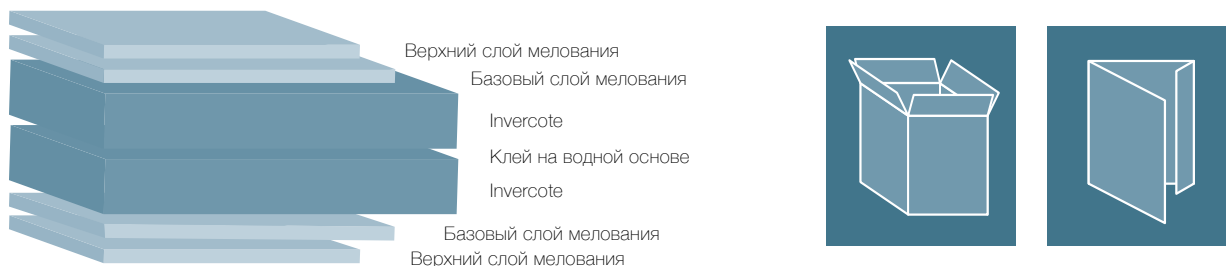 Верхний слой мелования
Базовый слой мелования
Invercote
Клей на водной основе
Invercote
Базовый слой мелования
Верхний слой мелования